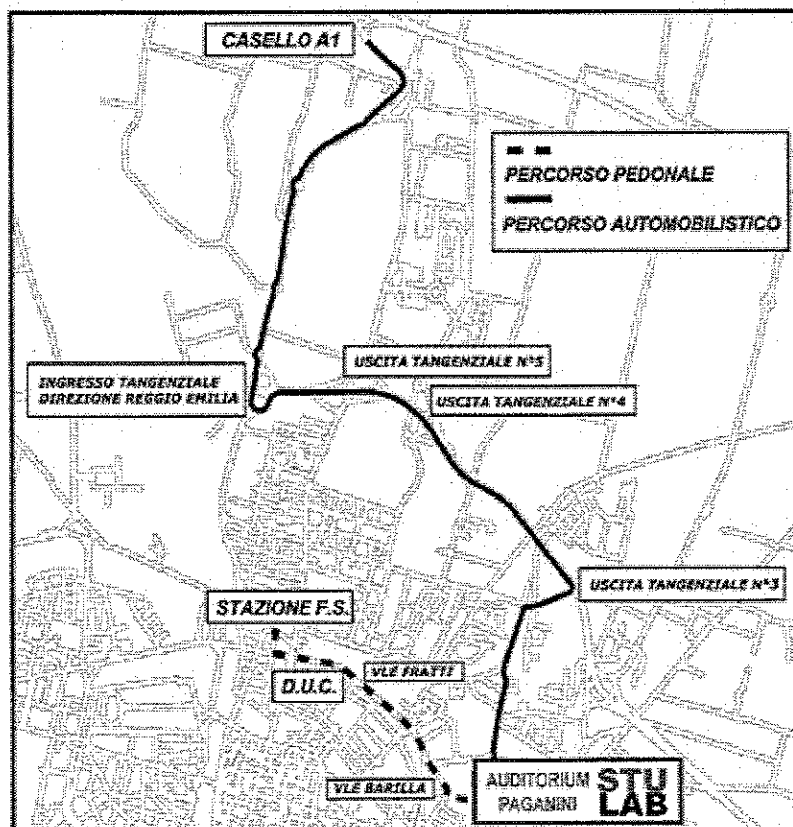 CASELLO A1
PERCORSO PEDONALE
PERCORSO AUTOMOBILISTICO
USCITA TANGENZIALE N°5
INGRESSO TANGENZIALE
DIREZIONE REGGIO EMILIA
USCITA TANGENZIALE N°4
USCITA TANGENZIALE N°3
STAZIONE F.S.
VLE FRATTI
D.U.C.
VLE BARILLA
AUDITORIUM
PAGANINI
STU
LAB